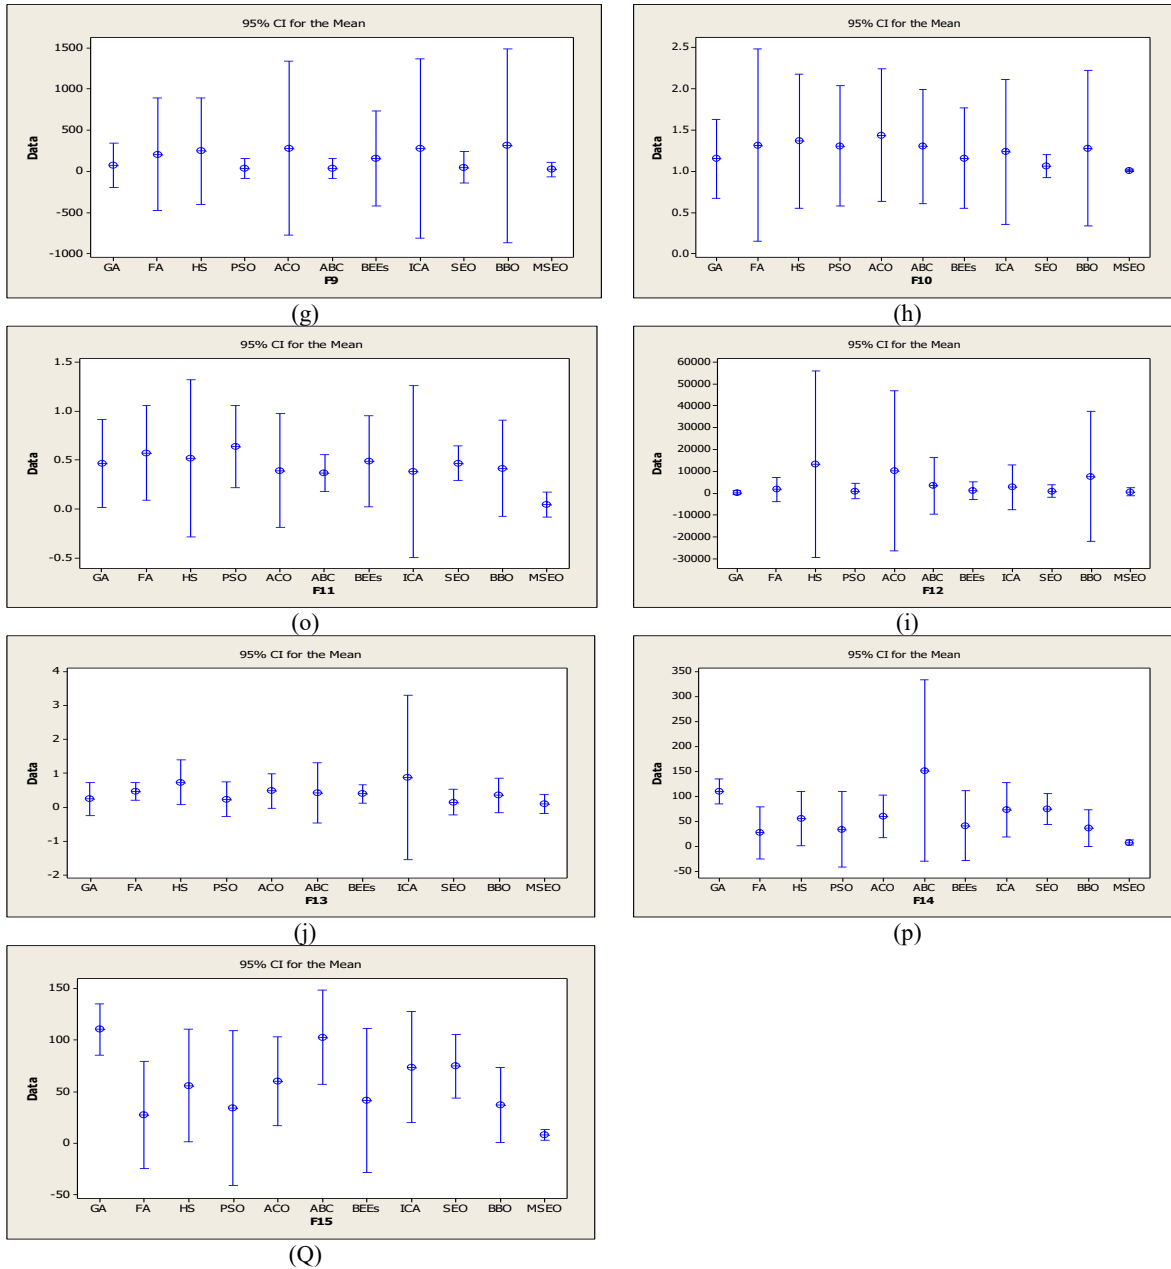 95% CI for the Mean
1500
1000
500
0
-500
-1000
Data
GA FA HS PSO ACO ABC BEEs ICA SEO BBO MSEO
F9
(g)
95% CI for the Mean
2.5
2.0
1.5
1.0
0.5
0.0
Data
GA FA HS PSO ACO ABC BEEs ICA SEO BBO MSEO
F10
(h)
95% CI for the Mean
1.5
1.0
0.5
0.0
-0.5
Data
GA FA HS PSO ACO ABC BEEs ICA SEO BBO MSEO
F11
(o)
95% CI for the Mean
60000
50000
40000
30000
20000
10000
0
-10000
-20000
-30000
Data
GA FA HS PSO ACO ABC BEEs ICA SEO BBO MSEO
F12
(i)
95% CI for the Mean
4
3
2
1
0
-1
-2
Data
GA FA HS PSO ACO ABC BEEs ICA SEO BBO MSEO
F13
(j)
95% CI for the Mean
350
300
250
200
150
100
50
0
-50
Data
GA FA HS PSO ACO ABC BEEs ICA SEO BBO MSEO
F14
(p)
95% CI for the Mean
150
100
50
0
-50
Data
GA FA HS PSO ACO ABC BEEs ICA SEO BBO MSEO
F15
(Q)